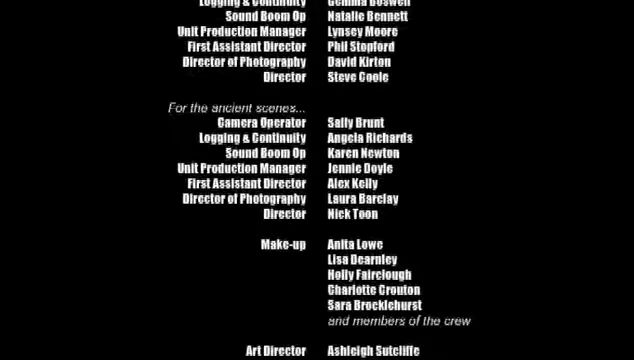 Logging & Continuity Gemma Boswell
Sound Boom Op Natalie Bennett
Unit Production Manager Lynsey Moore
First Assistant Director Phil Stopford
Director of Photography David Kirton
Director Steve Coole
For the ancient scenes...
Camera Operator Sally Brunt
Logging & Continuity Angela Richards
Sound Boom Op Karen Newton
Unit Production Manager Jennie Doyle
First Assistant Director Alex Kelly
Director of Photography Laura Barclay
Director Nick Toon
Make-up Anita Lowe
Lisa Dearnley
Holly Fairclough
Charlotte Crouton
Sara Brocklehurst
and members of the crew
Art Director Ashleigh Sutcliffe